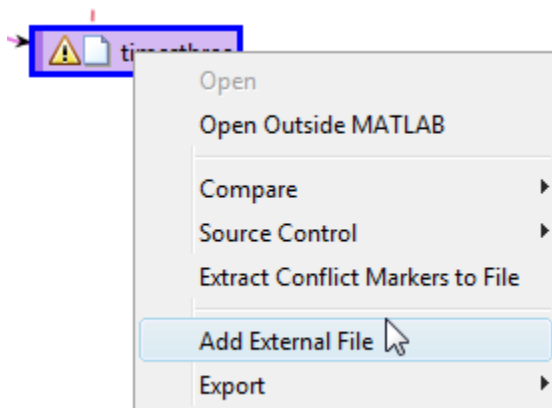 Open
Open Outside MATLAB
Compare
Source Control
Extract Conflict Markers to File
Add External File
Export